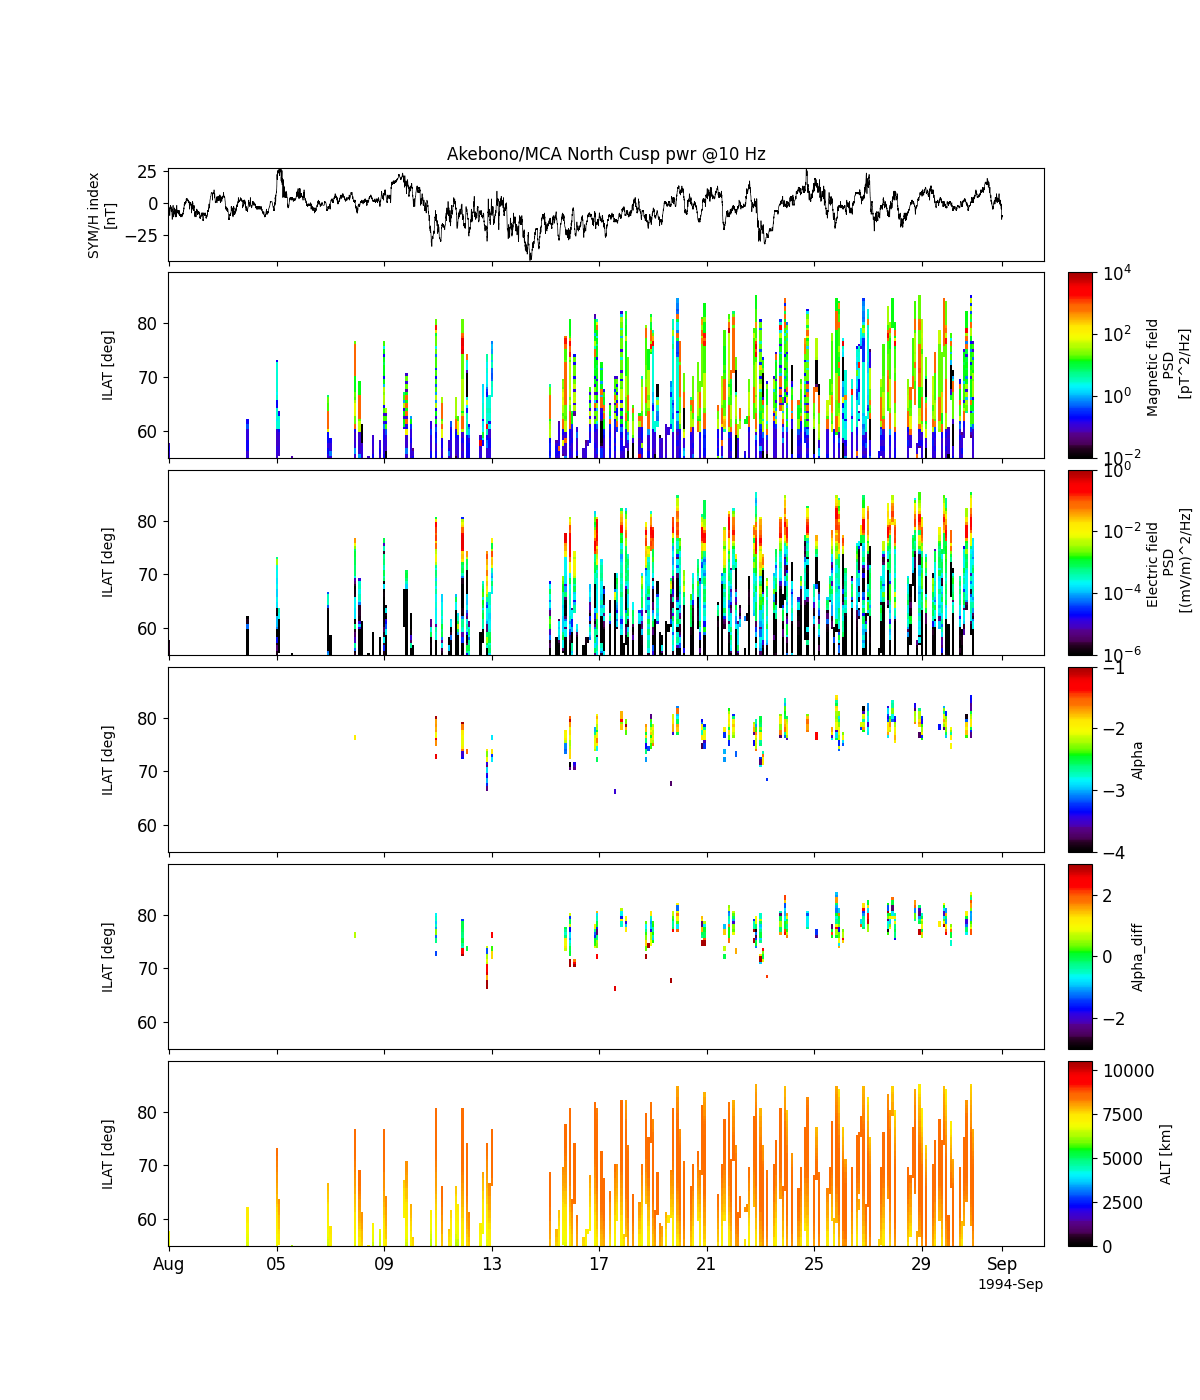 Akebono/MCA North Cusp pwr @10 Hz
SYM/H index
[nT]
25
0
−25
ILAT [deg]
80
70
60
10^4
10^2
10^0
10^−2
Magnetic field
PSD
[pT^2/Hz]
ILAT [deg]
80
70
60
10^0
10^−2
10^−4
10^−6
Electric field
PSD
[(mV/m)^2/Hz]
ILAT [deg]
80
70
60
−1
−2
−3
−4
Alpha
ILAT [deg]
80
70
60
2
0
−2
Alpha_diff
ILAT [deg]
80
70
60
10000
7500
5000
2500
0
ALT [km]
Aug 05 09 13 17 21 25 29 Sep
1994-Sep